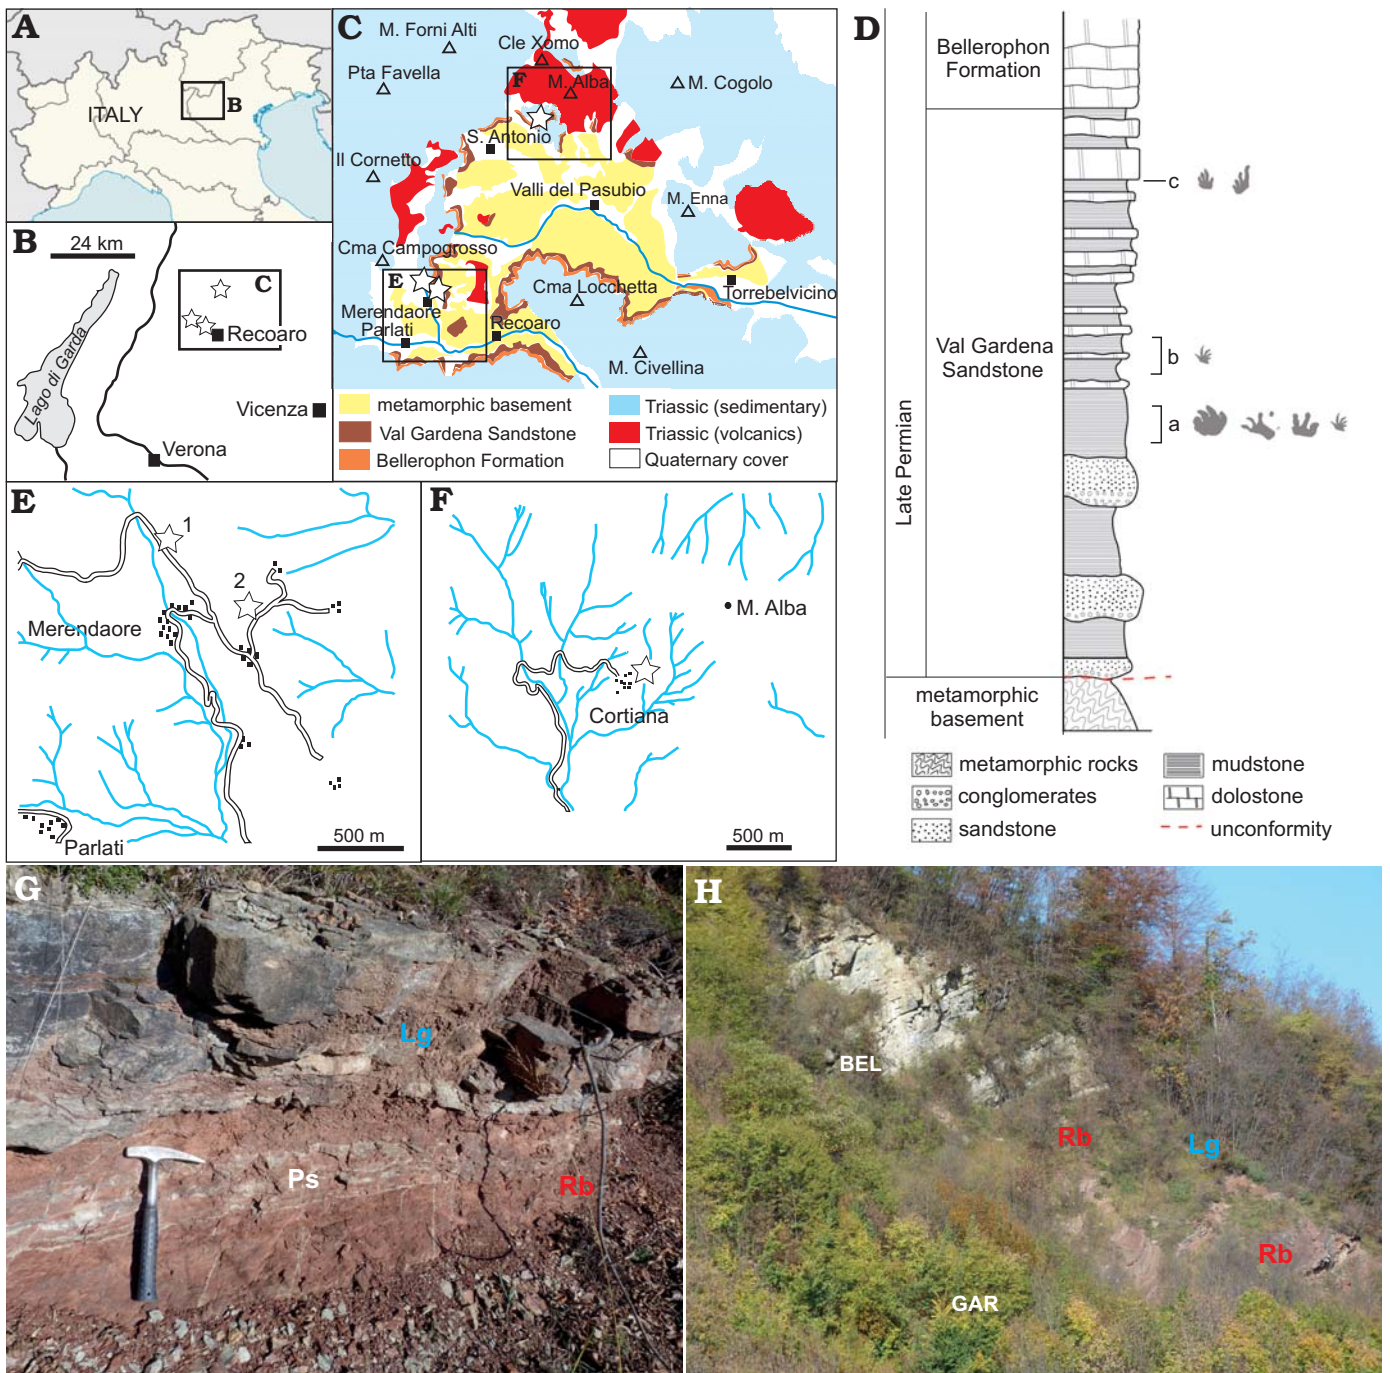 A
ITALY
B
B
24 km
C
Recoaro
Lago di Garda
Vicenza
Verona
C
M. Forni Alti
Cle Xomo
Pta Favella
F
M. Alba
M. Cogolo
S. Antonio
Il Cornetto
Valli del Pasubio
M. Enna
Cma Campogrosso
E
Cma Locchetta
Torrebelvicino
Merendaore
Parlati
Recoaro
M. Civellina
metamorphic basement
Val Gardena Sandstone
Bellerophon Formation
Triassic (sedimentary)
Triassic (volcanics)
Quaternary cover
D
Bellerophon
Formation
Late Permian
Val Gardena
Sandstone
c
b
a
metamorphic
basement
metamorphic rocks
conglomerates
sandstone
mudstone
dolostone
unconformity
E
1
2
Merendaore
Parlati
500 m
F
M. Alba
Cortiana
500 m
G
Lg
Ps
Rb
H
BEL
Rb
Lg
Rb
GAR